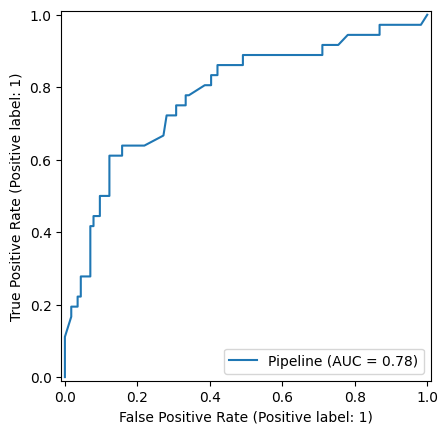 True Positive Rate (Positive label: 1)
1.0
0.8
0.6
0.4
0.2
0.0
Pipeline (AUC = 0.78)
0.0 0.2 0.4 0.6 0.8 1.0
False Positive Rate (Positive label: 1)